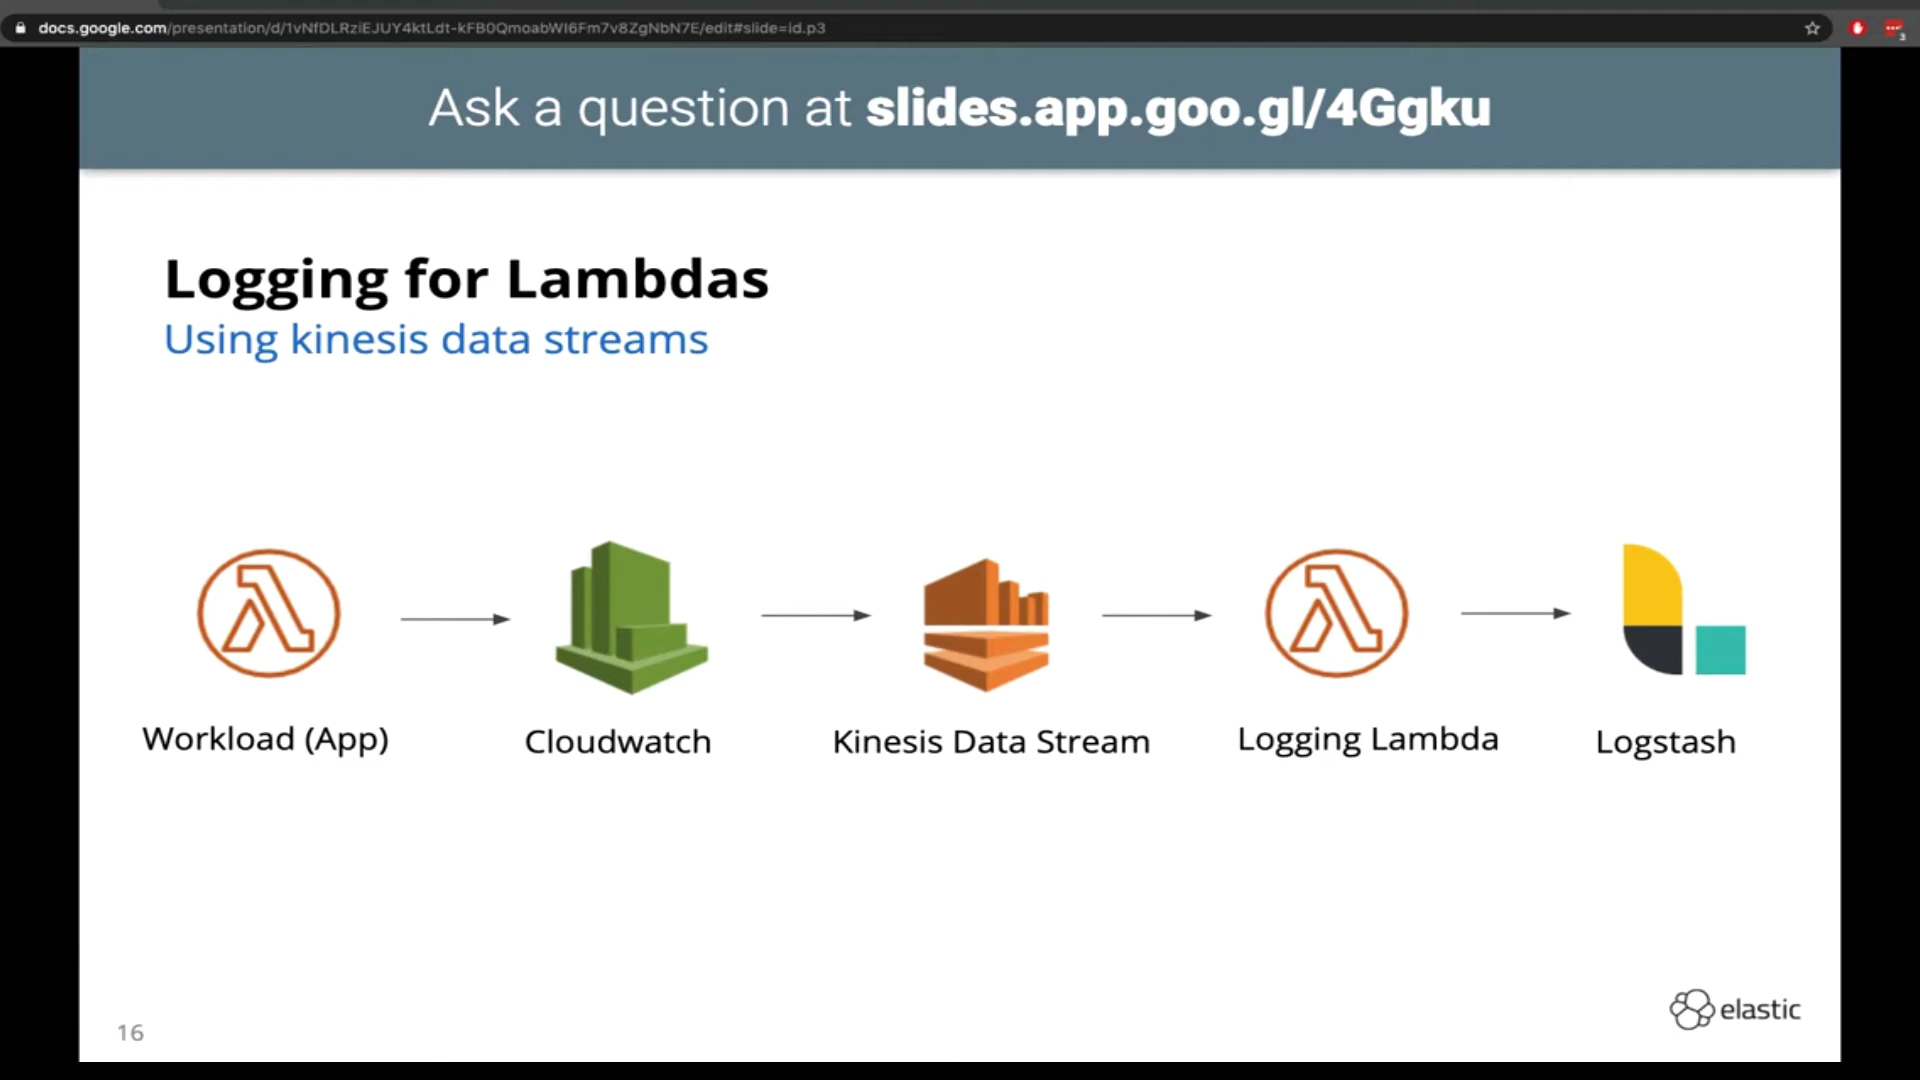 docs.google.com/presentation/d/1vNfDLRziEJUY4ktLdt-kFB0QmoabWI6Fm7v8ZgNbN7E/edit#slide=id.p3
3
Ask a question at slides.app.goo.gl/4Ggku
Logging for Lambdas
Using kinesis data streams
Workload (App)
Cloudwatch
Kinesis Data Stream
Logging Lambda
Logstash
elastic
16